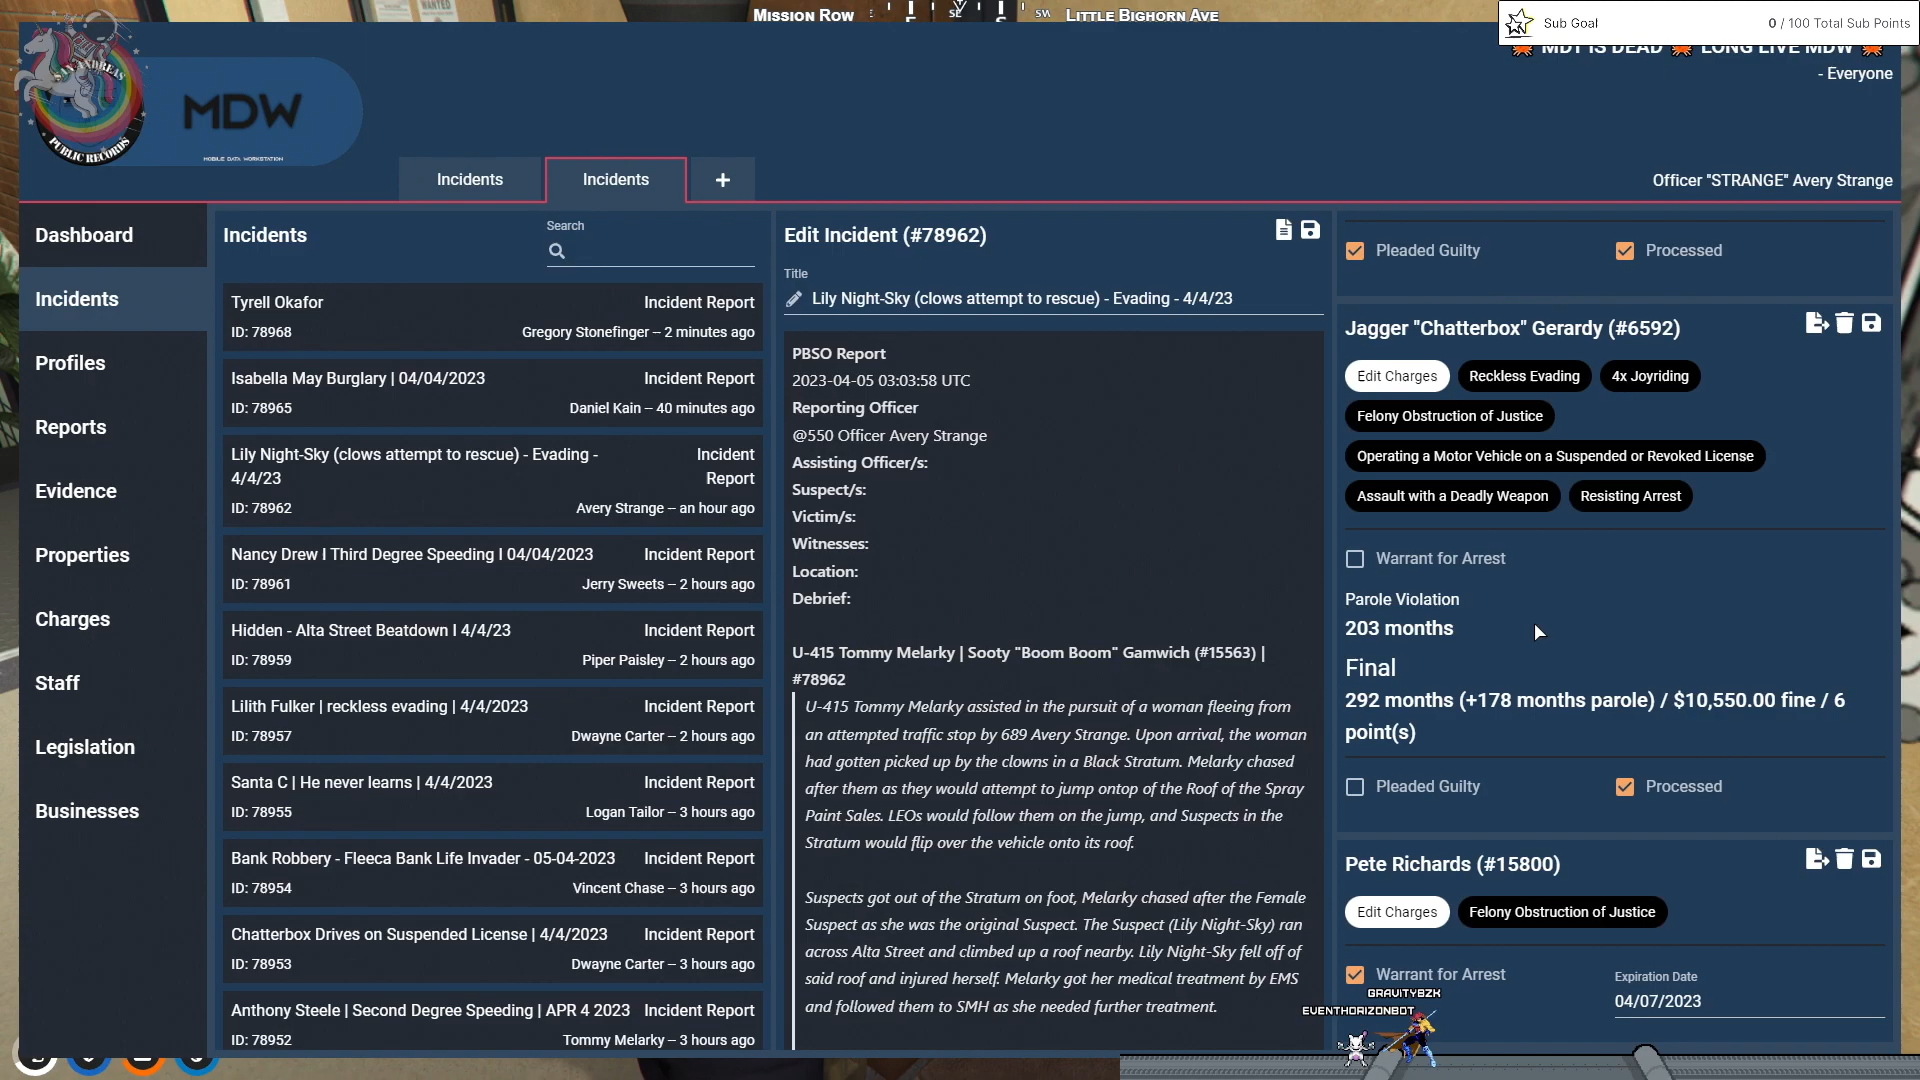 WANTED
MISSION ROW
E
SE
S
SW
LITTLE BIGHORN AVE
Sub Goal
0 / 100 Total Sub Points
MDT IS DEAD
LONG LIVE MDW
- Everyone
SAN ANDREAS
PUBLIC RECORDS
MDW
MOBILE DATA WORKSTATION
Incidents
Incidents
+
Officer "STRANGE" Avery Strange
Dashboard
Incidents
Profiles
Reports
Evidence
Properties
Charges
Staff
Legislation
Businesses
Incidents
Search
Tyrell Okafor
Incident Report
ID: 78968
Gregory Stonefinger – 2 minutes ago
Isabella May Burglary | 04/04/2023
Incident Report
ID: 78965
Daniel Kain – 40 minutes ago
Lily Night-Sky (clows attempt to rescue) - Evading -
4/4/23
Incident
Report
ID: 78962
Avery Strange – an hour ago
Nancy Drew I Third Degree Speeding I 04/04/2023
Incident Report
ID: 78961
Jerry Sweets – 2 hours ago
Hidden - Alta Street Beatdown I 4/4/23
Incident Report
ID: 78959
Piper Paisley – 2 hours ago
Lilith Fulker | reckless evading | 4/4/2023
Incident Report
ID: 78957
Dwayne Carter – 2 hours ago
Santa C | He never learns | 4/4/2023
Incident Report
ID: 78955
Logan Tailor – 3 hours ago
Bank Robbery - Fleeca Bank Life Invader - 05-04-2023
Incident Report
ID: 78954
Vincent Chase – 3 hours ago
Chatterbox Drives on Suspended License | 4/4/2023
Incident Report
ID: 78953
Dwayne Carter – 3 hours ago
Anthony Steele | Second Degree Speeding | APR 4 2023
Incident Report
ID: 78952
Tommy Melarky – 3 hours ago
Edit Incident (#78962)
Title
Lily Night-Sky (clows attempt to rescue) - Evading - 4/4/23
PBSO Report
2023-04-05 03:03:58 UTC
Reporting Officer
@550 Officer Avery Strange
Assisting Officer/s:
Suspect/s:
Victim/s:
Witnesses:
Location:
Debrief:
U-415 Tommy Melarky | Sooty "Boom Boom" Gamwich (#15563) |
#78962
U-415 Tommy Melarky assisted in the pursuit of a woman fleeing from
an attempted traffic stop by 689 Avery Strange. Upon arrival, the woman
had gotten picked up by the clowns in a Black Stratum. Melarky chased
after them as they would attempt to jump ontop of the Roof of the Spray
Paint Sales. LEOs would follow them on the jump, and Suspects in the
Stratum would flip over the vehicle onto its roof.
Suspects got out of the Stratum on foot, Melarky chased after the Female
Suspect as she was the original Suspect. The Suspect (Lily Night-Sky) ran
across Alta Street and climbed up a roof nearby. Lily Night-Sky fell off of
said roof and injured herself. Melarky got her medical treatment by EMS
and followed them to SMH as she needed further treatment.
Pleaded Guilty
Processed
Jagger "Chatterbox" Gerardy (#6592)
Edit Charges
Reckless Evading
4x Joyriding
Felony Obstruction of Justice
Operating a Motor Vehicle on a Suspended or Revoked License
Assault with a Deadly Weapon
Resisting Arrest
Warrant for Arrest
Parole Violation
203 months
Final
292 months (+178 months parole) / $10,550.00 fine / 6
point(s)
Pleaded Guilty
Processed
Pete Richards (#15800)
Edit Charges
Felony Obstruction of Justice
Warrant for Arrest
Expiration Date
04/07/2023
GRAVITYBZK
EVENTHORIZONBOT